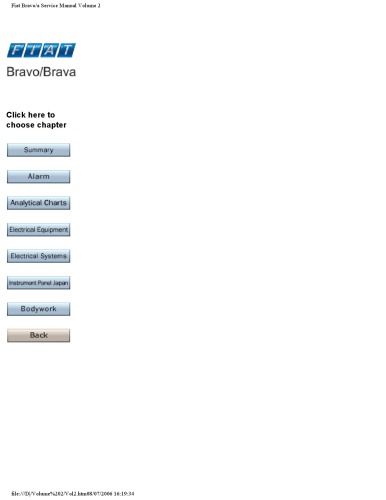 Fiat Bravo/a Service Manual Volume 2
FIAT
Bravo/Brava
Click here to
choose chapter
Summary
Alarm
Analytical Charts
Electrical Equipment
Electrical Systems
Instrument Panel Japan
Bodywork
Back
file:///D|/Volume%202/Vol2.htm08/07/2006 16:19:34